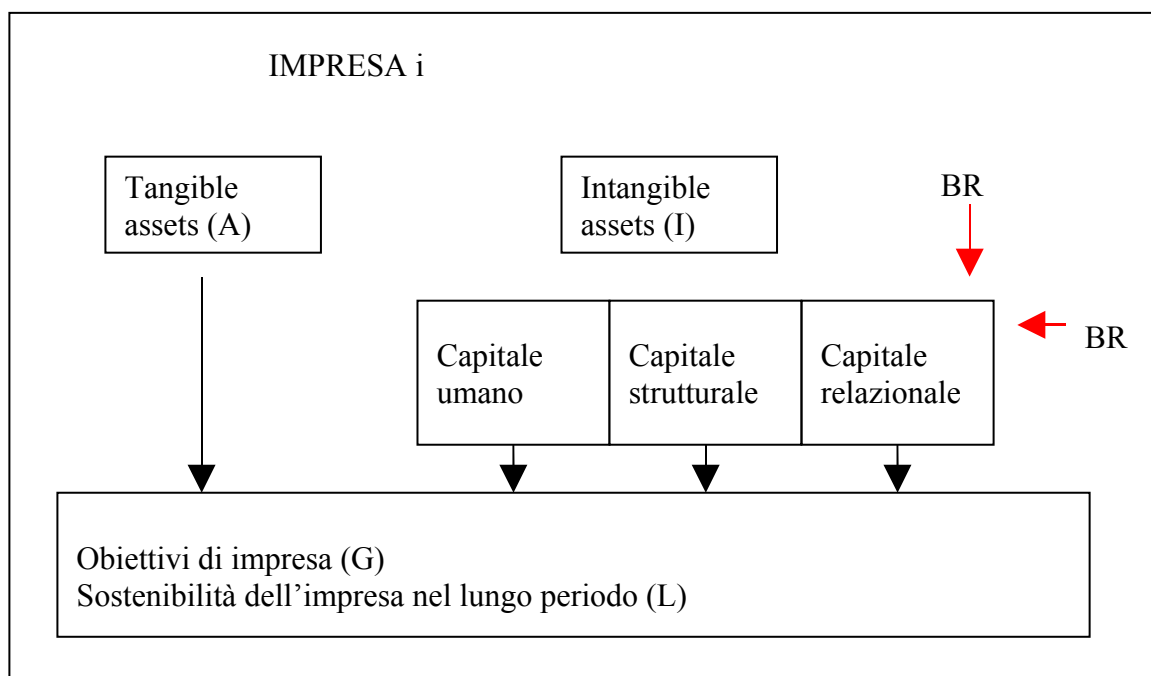 IMPRESA i
Tangible
assets (A)
Intangible
assets (I)
BR
BR
Capitale
umano
Capitale
strutturale
Capitale
relazionale
Obiettivi di impresa (G)
Sostenibilità dell’impresa nel lungo periodo (L)